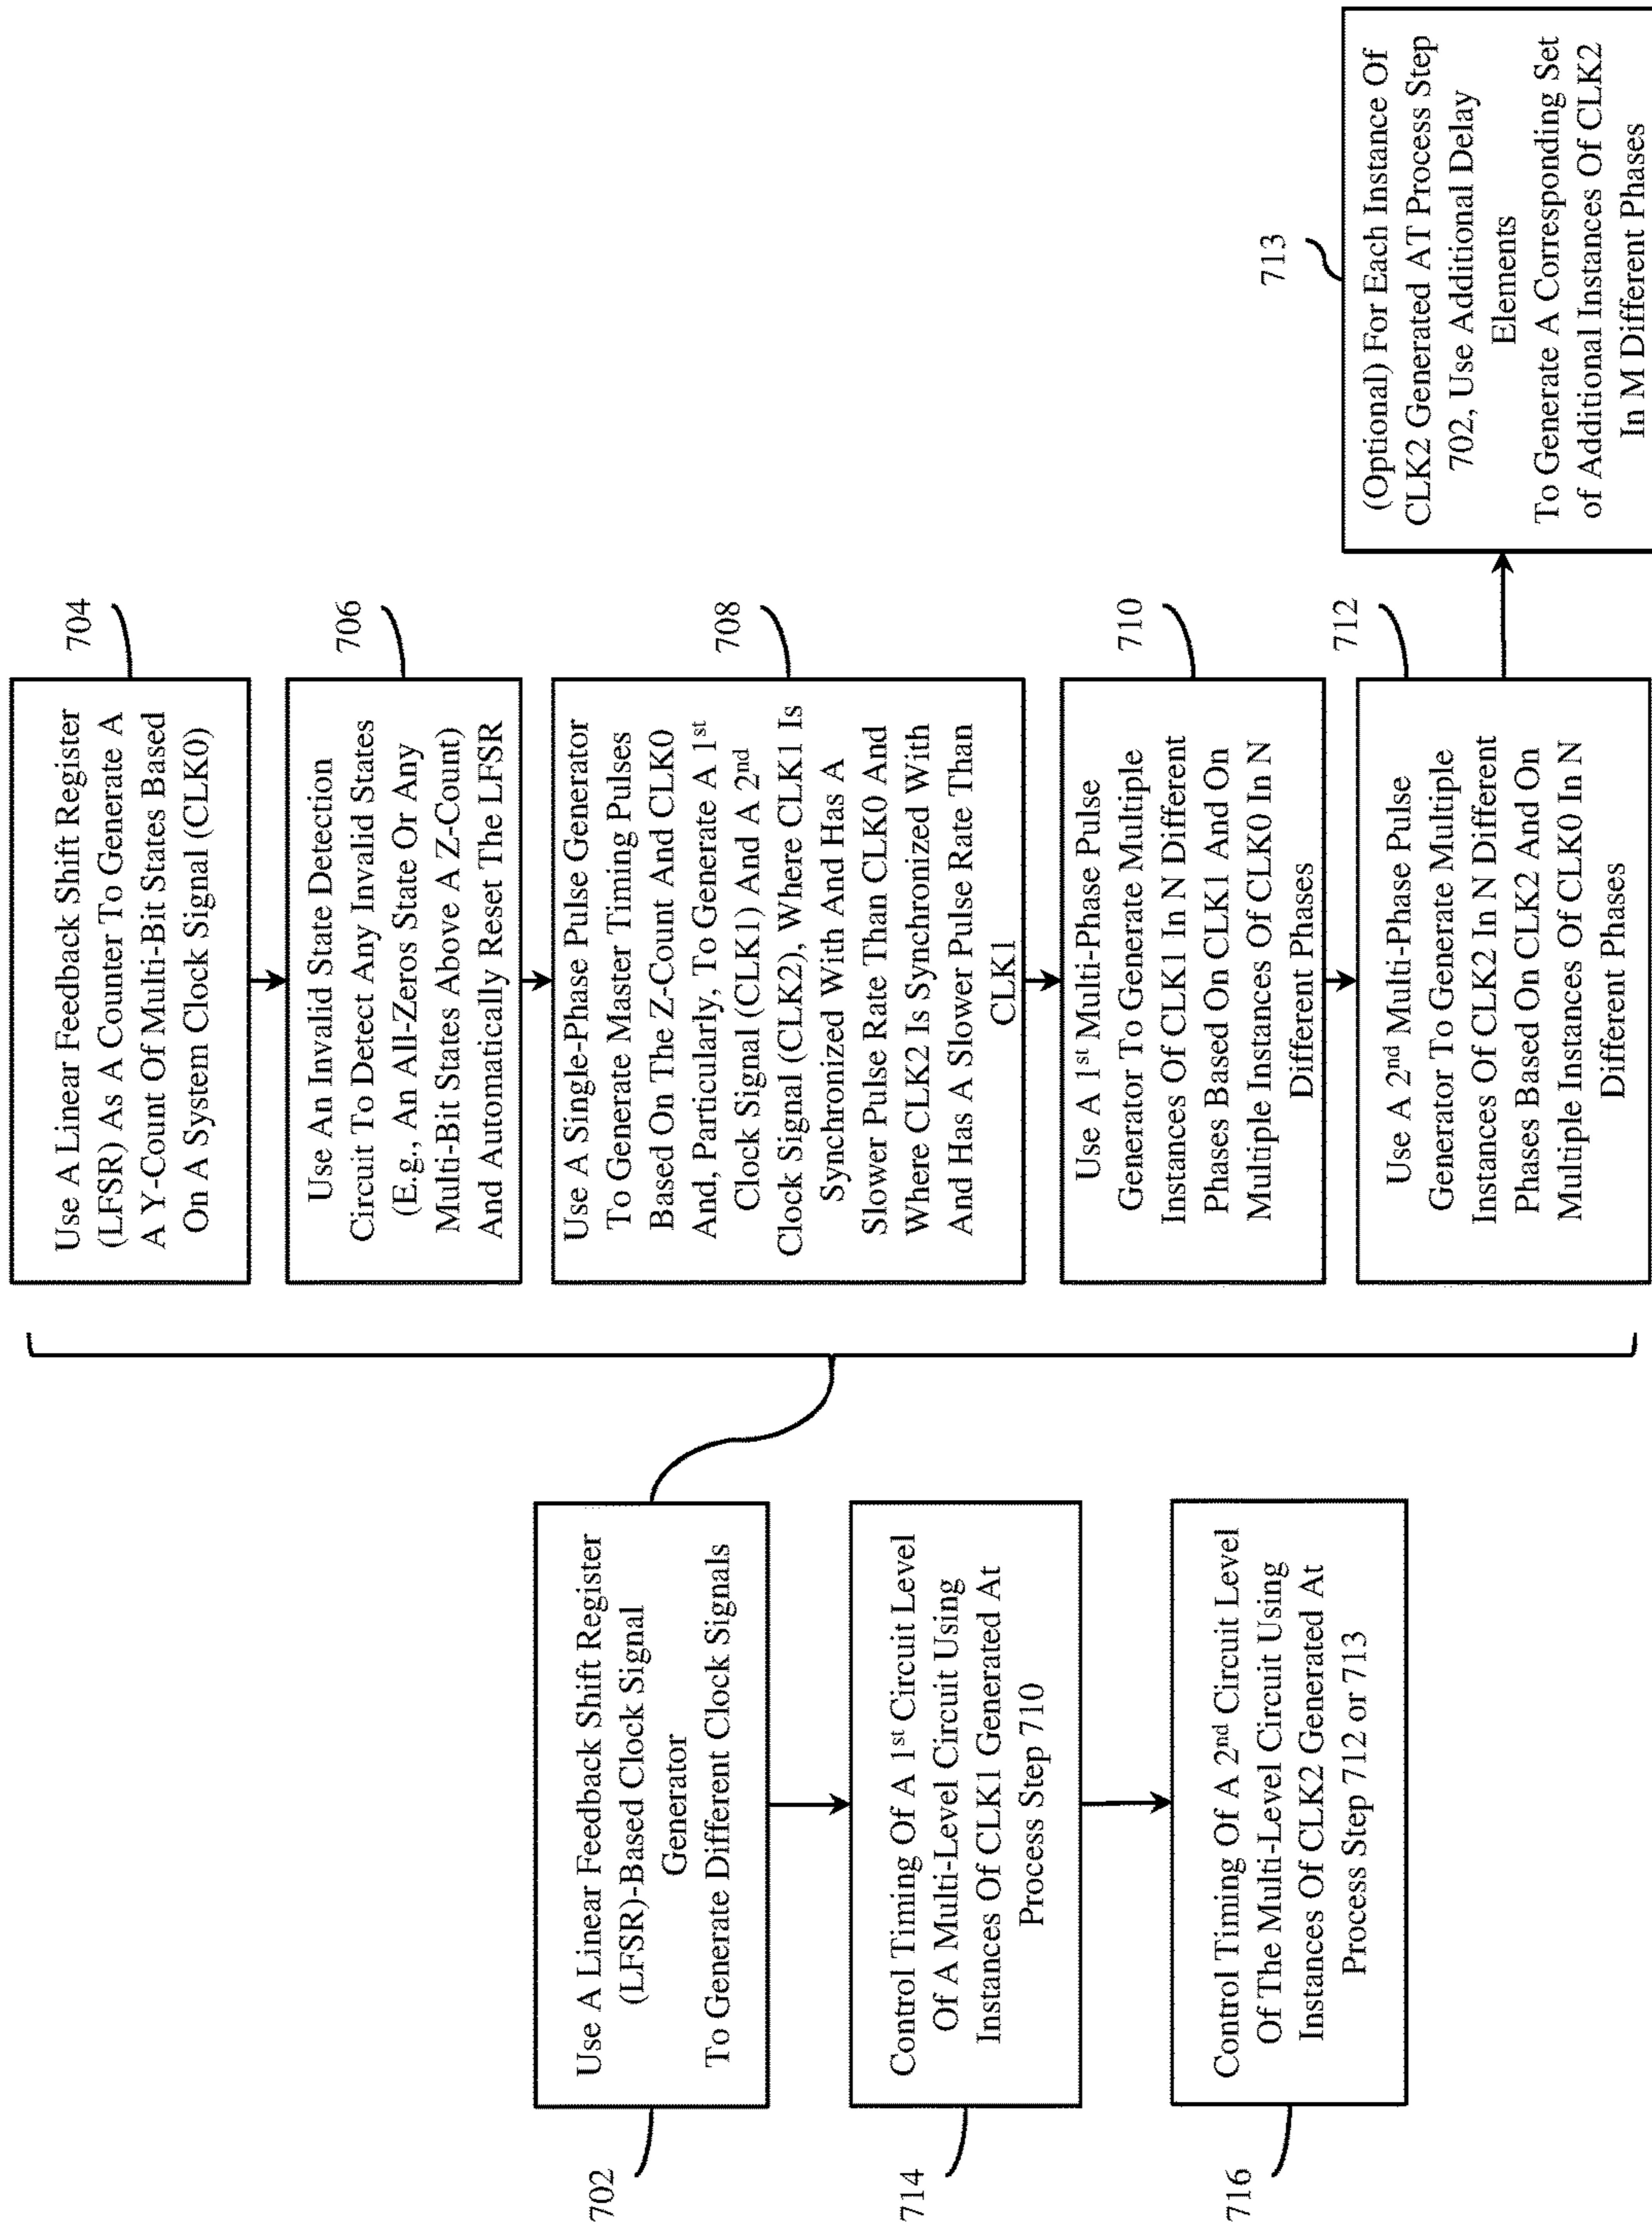 702
Use A Linear Feedback Shift Register
(LFSR)-Based Clock Signal
Generator
To Generate Different Clock Signals
714
Control Timing Of A 1st Circuit Level
Of A Multi-Level Circuit Using
Instances Of CLK1 Generated At
Process Step 710
716
Control Timing Of A 2nd Circuit Level
Of The Multi-Level Circuit Using
Instances Of CLK2 Generated At
Process Step 712 or 713
704
Use A Linear Feedback Shift Register
(LFSR) As A Counter To Generate A
A Y-Count Of Multi-Bit States Based
On A System Clock Signal (CLK0)
706
Use An Invalid State Detection
Circuit To Detect Any Invalid States
(E.g., An All-Zeros State Or Any
Multi-Bit States Above A Z-Count)
And Automatically Reset The LFSR
708
Use A Single-Phase Pulse Generator
To Generate Master Timing Pulses
Based On The Z-Count And CLK0
And, Particularly, To Generate A 1st
Clock Signal (CLK1) And A 2nd
Clock Signal (CLK2), Where CLK1 Is
Synchronized With And Has A
Slower Pulse Rate Than CLK0 And
Where CLK2 Is Synchronized With
And Has A Slower Pulse Rate Than
CLK1
710
Use A 1st Multi-Phase Pulse
Generator To Generate Multiple
Instances Of CLK1 In N Different
Phases Based On CLK1 And On
Multiple Instances Of CLK0 In N
Different Phases
712
Use A 2nd Multi-Phase Pulse
Generator To Generate Multiple
Instances Of CLK2 In N Different
Phases Based On CLK2 And On
Multiple Instances Of CLK0 In N
Different Phases
713
(Optional) For Each Instance Of
CLK2 Generated AT Process Step
702, Use Additional Delay
Elements
To Generate A Corresponding Set
of Additional Instances Of CLK2
In M Different Phases